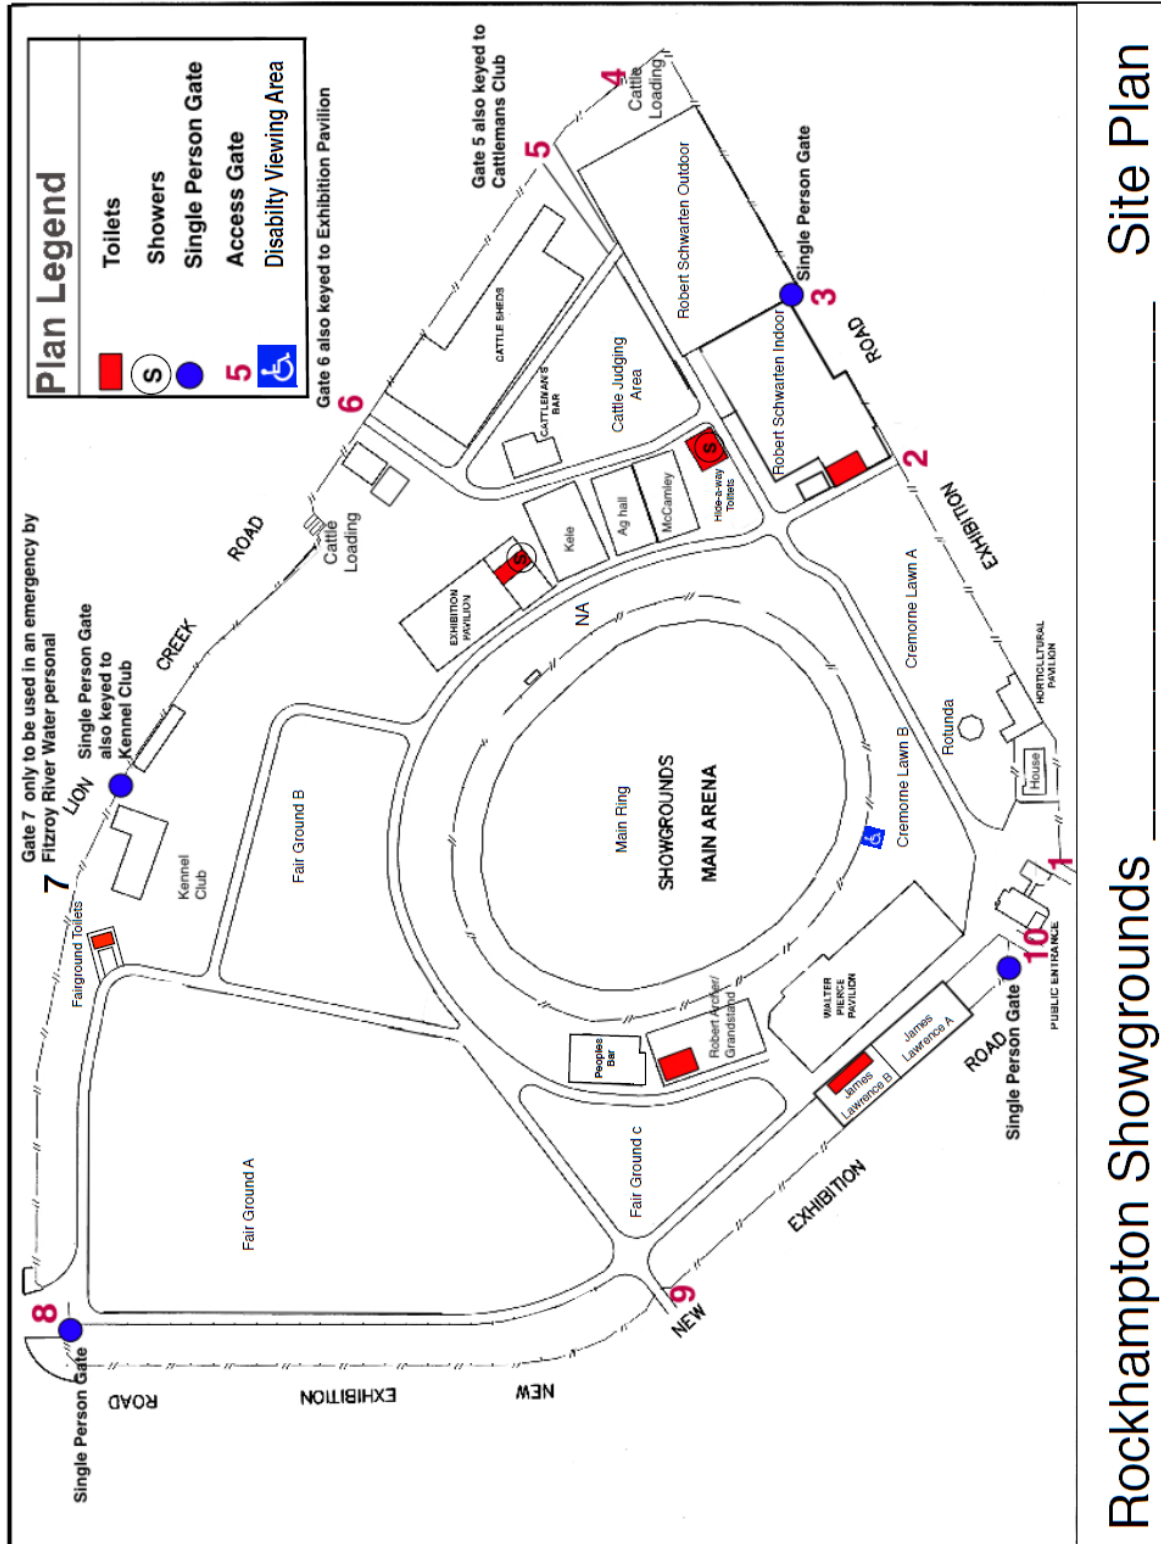 Plan Legend
Toilets
S
Showers
Single Person Gate
5
Access Gate
Disabilty Viewing Area
Gate 7 only to be used in an emergency by
Fitzroy River Water personal
7
Single Person Gate
also keyed to
Kennel Club
LION
CREEK
ROAD
Gate 6 also keyed to Exhibition Pavilion
6
Gate 5 also keyed to
Cattlemans Club
5
4
Cattle
Loading
8
Single Person Gate
Fairground Toilets
Kennel
Club
Cattle
Loading
CATTLE SHEDS
CATTLEMAN'S
BAR
Cattle Judging
Area
Robert Schwarten Outdoor
Single Person Gate
3
Robert Schwarten Indoor
ROAD
Fair Ground A
Fair Ground B
EXHIBITION
PAVILION
S
Kele
Ag hall
McCamley
S
Hide-a-way
Toiltets
2
EXHIBITION
NA
Main Ring
SHOWGROUNDS
MAIN ARENA
Cremorne Lawn A
Cremorne Lawn B
Rotunda
HORTICLLTURAL
PAVILION
House
1
Peoples
Bar
Robert Archer/
Grandstand
WALTER
PIERCE
PAVILION
James
Lawrence A
James
Lawrence B
10
PUBLIC ENTRANCE
Single Person Gate
ROAD
EXHIBITION
NEW
Fair Ground c
9
NEW
EXHIBITION
ROAD
Rockhampton Showgrounds
Site Plan